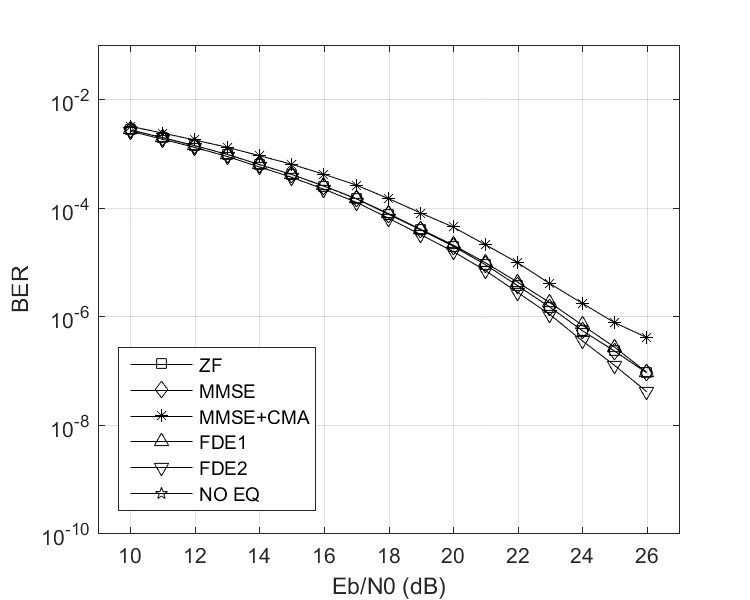 10^-2
10^-4
10^-6
10^-8
10^-10
BER
ZF
MMSE
MMSE+CMA
FDE1
FDE2
NO EQ
10 12 14 16 18 20 22 24 26
Eb/N0 (dB)